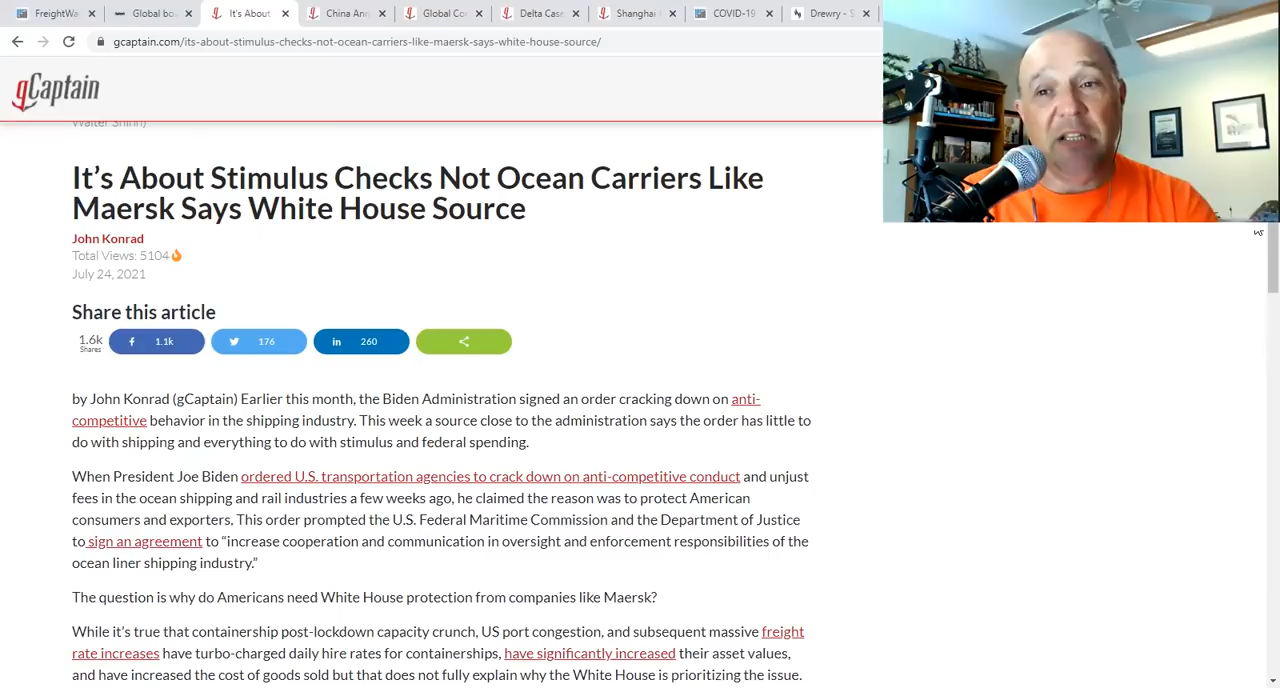 FreightWa
Global bo
It's About
China Ann
Global Co
Delta Case
Shanghai
COVID-19
Drewry - S
gcaptain.com/its-about-stimulus-checks-not-ocean-carriers-like-maersk-says-white-house-source/
gCaptain
It's About Stimulus Checks Not Ocean Carriers Like
Maersk Says White House Source
John Konrad
Total Views: 5104
July 24, 2021
Share this article
1.6k
Shares
1.1k
176
in 260
by John Konrad (gCaptain) Earlier this month, the Biden Administration signed an order cracking down on anti-
competitive behavior in the shipping industry. This week a source close to the administration says the order has little to
do with shipping and everything to do with stimulus and federal spending.
When President Joe Biden ordered U.S. transportation agencies to crack down on anti-competitive conduct and unjust
fees in the ocean shipping and rail industries a few weeks ago, he claimed the reason was to protect American
consumers and exporters. This order prompted the U.S. Federal Maritime Commission and the Department of Justice
to sign an agreement to “increase cooperation and communication in oversight and enforcement responsibilities of the
ocean liner shipping industry.”
The question is why do Americans need White House protection from companies like Maersk?
While it's true that containership post-lockdown capacity crunch, US port congestion, and subsequent massive freight
rate increases have turbo-charged daily hire rates for containerships, have significantly increased their asset values,
and have increased the cost of goods sold but that does not fully explain why the White House is prioritizing the issue.